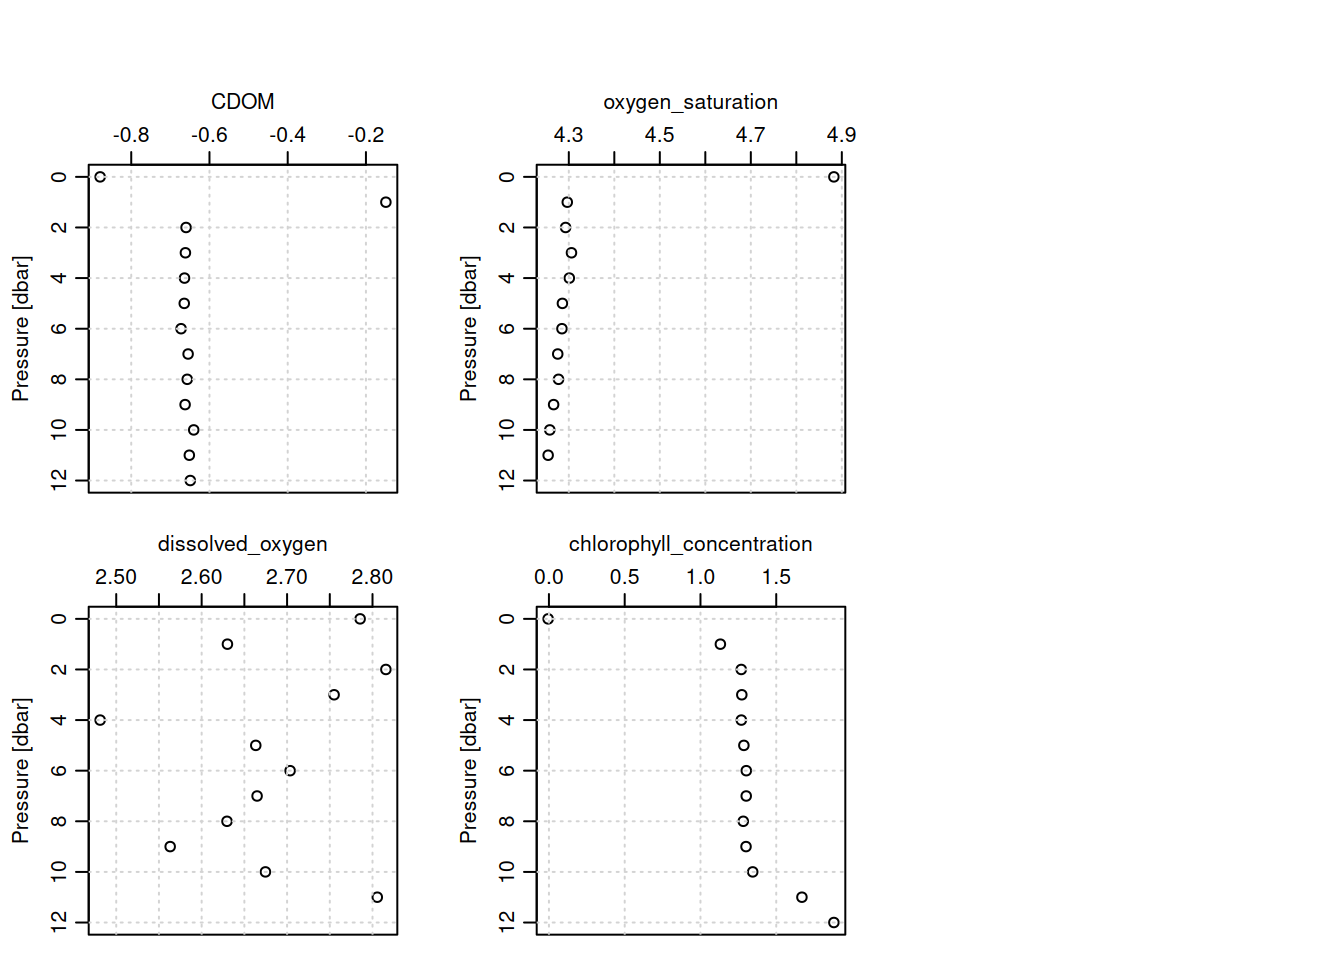 CDOM
-0.8 -0.6 -0.4 -0.2
0 2 4 6 8 10 12
Pressure [dbar]
oxygen_saturation
4.3 4.5 4.7 4.9
0 2 4 6 8 10 12
Pressure [dbar]
dissolved_oxygen
2.50 2.60 2.70 2.80
0 2 4 6 8 10 12
Pressure [dbar]
chlorophyll_concentration
0.0 0.5 1.0 1.5
0 2 4 6 8 10 12
Pressure [dbar]